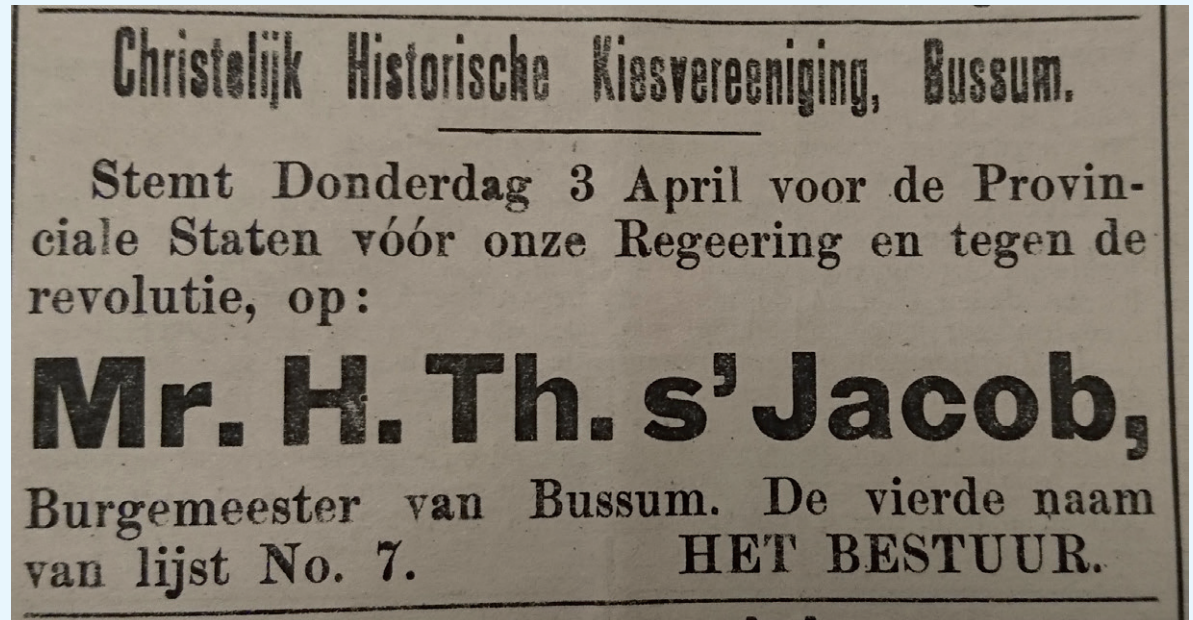 Christelijk Historische Kiesvereeniging, Bussum.
Stemt Donderdag 3 April voor de Provin-
ciale Staten vóór onze Regeering en tegen de
revolutie, op:
Mr. H. Th. s'Jacob,
Burgemeester van Bussum. De vierde naam
van lijst No. 7. HET BESTUUR.